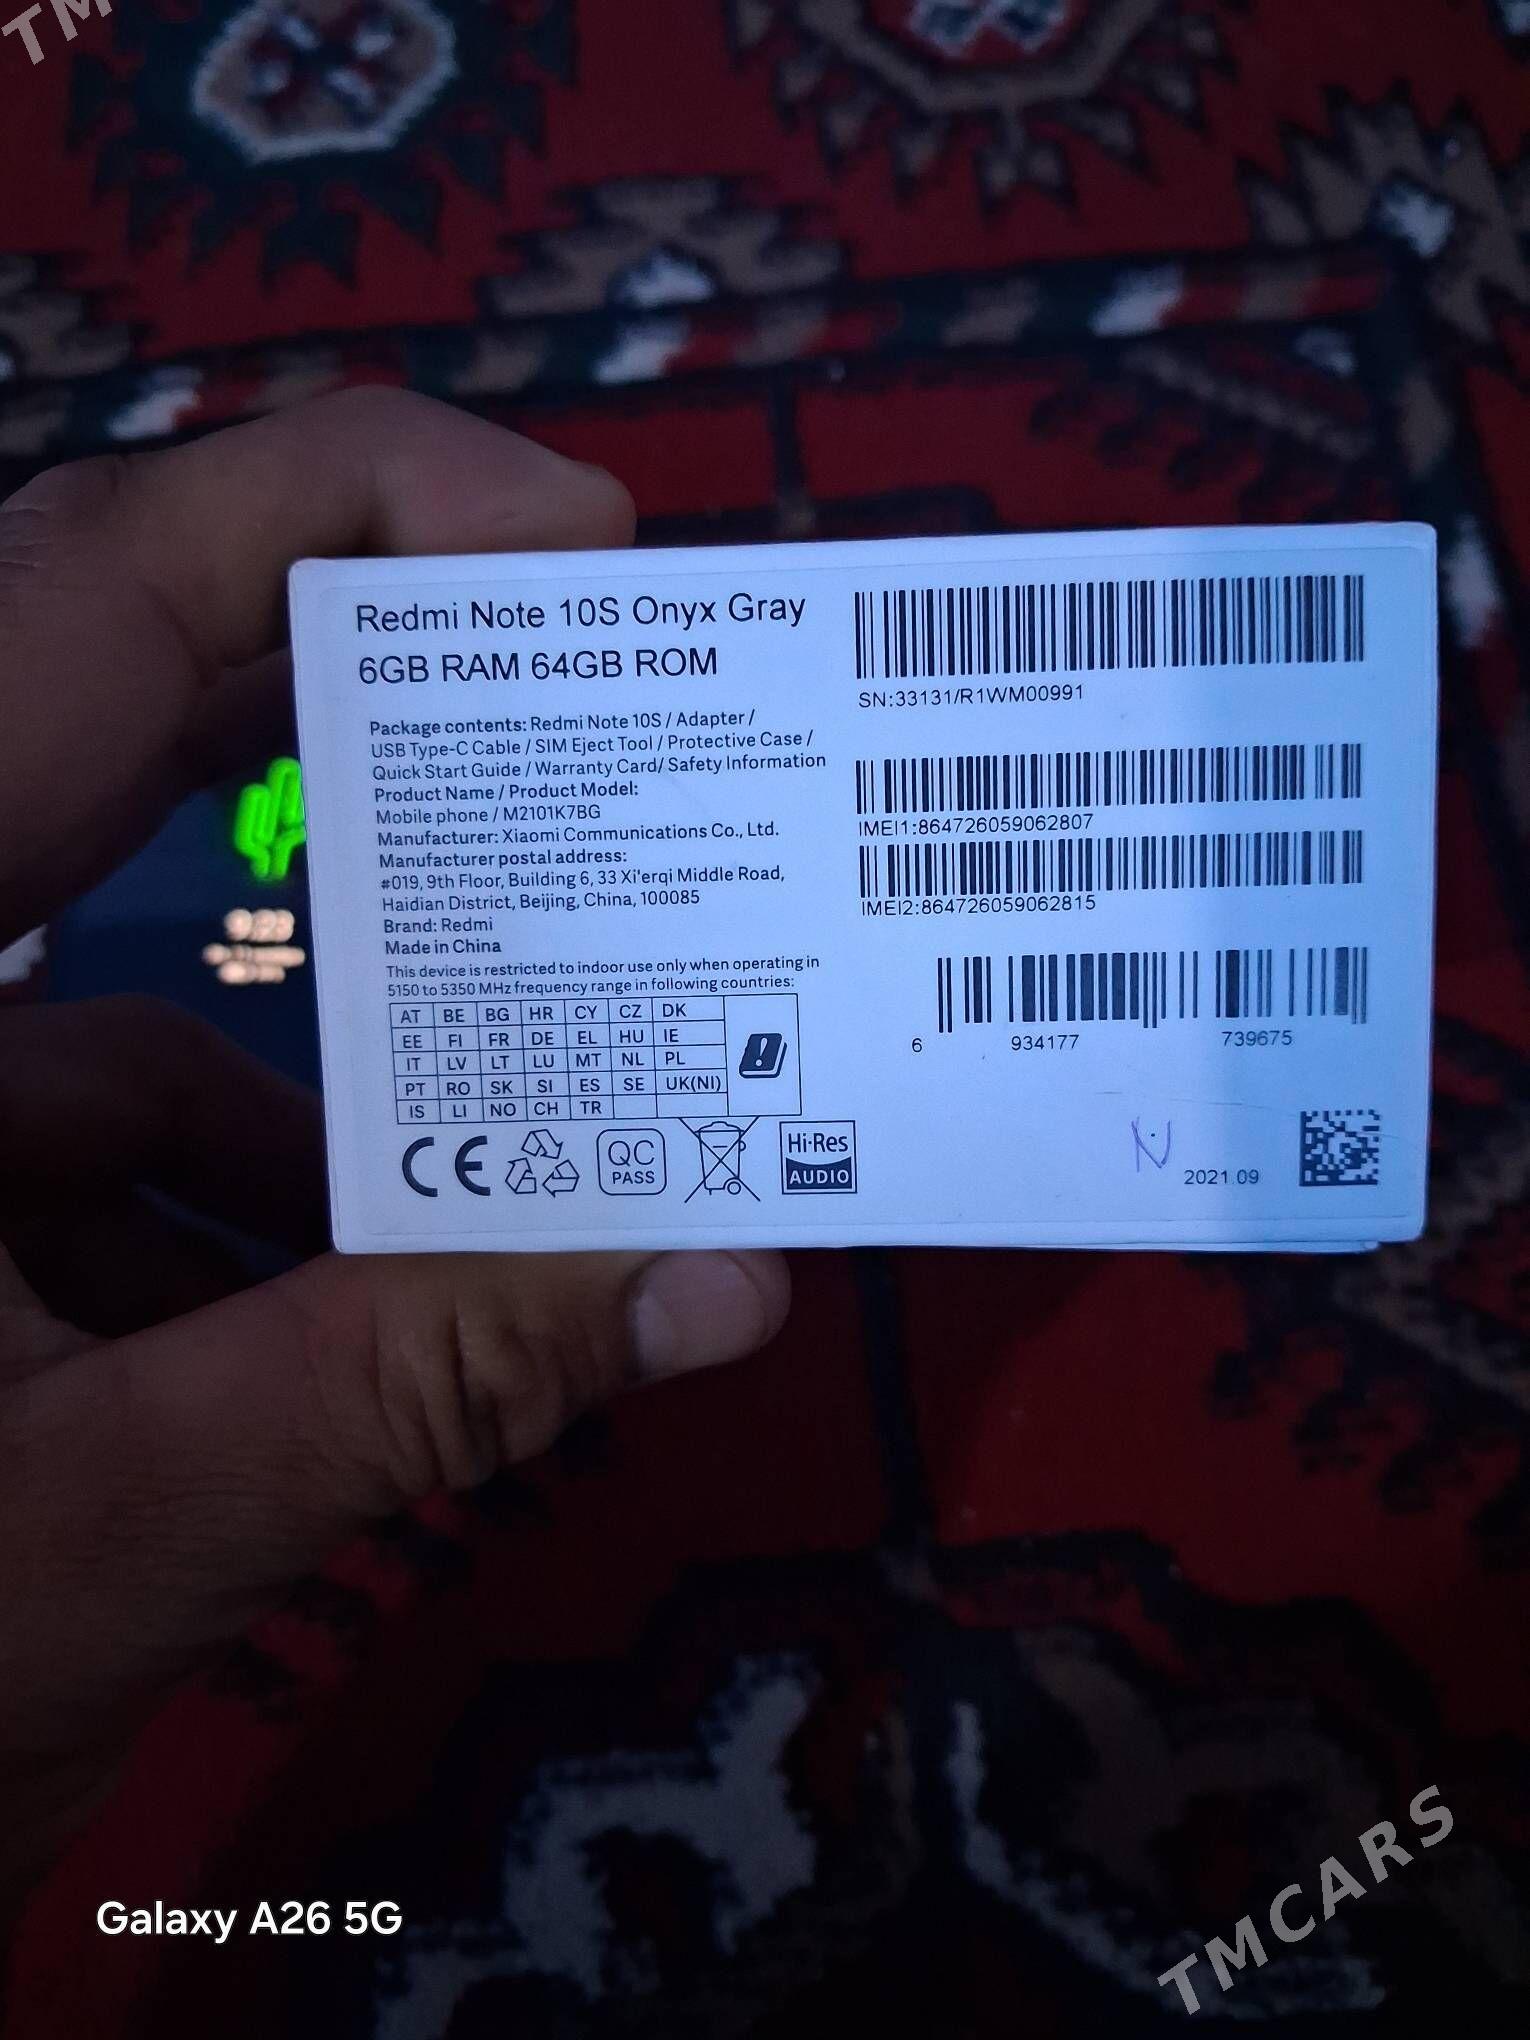 TM
Redmi Note 10S Onyx Gray
6GB RAM 64GB ROM
Package contents: Redmi Note 10S / Adapter /
USB Type-C Cable / SIM Eject Tool / Protective Case /
Quick Start Guide / Warranty Card/ Safety Information
Product Name / Product Model:
Mobile phone / M2101K7BG
Manufacturer: Xiaomi Communications Co., Ltd.
Manufacturer postal address:
#019, 9th Floor, Building 6, 33 Xi'erqi Middle Road,
Haidian District, Beijing, China, 100085
Brand: Redmi
Made in China
This device is restricted to indoor use only when operating in
5150 to 5350 MHz frequency range in following countries:
AT BE BG HR CY CZ DK
EE FI FR DE EL HU IE
IT LV LT LU MT NL PL
PT RO SK SI ES SE UK(NI)
IS LI NO CH TR
CE
QC
PASS
Hi-Res
AUDIO
SN:33131/R1WM00991
IMEI1:864726059062807
IMEI2:864726059062815
6 934177 739675
N
2021.09
9:23
Galaxy A26 5G
TMCARS